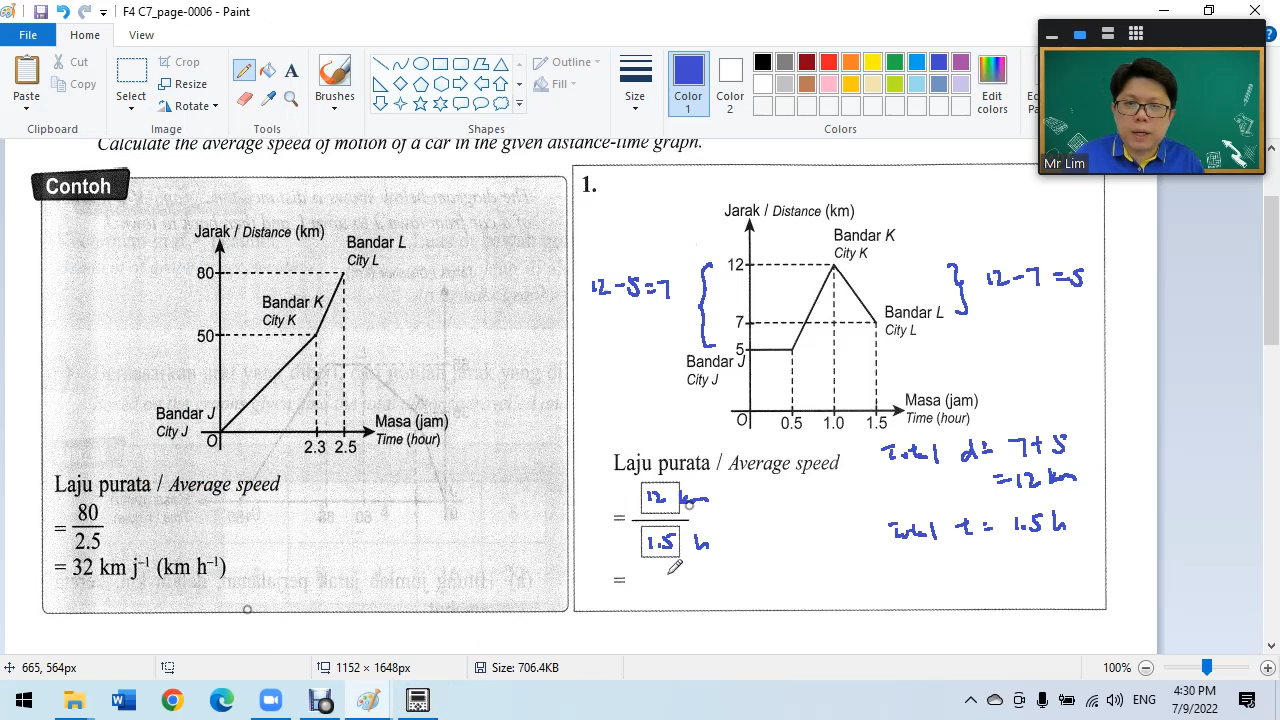 F4 C7_page-0006 - Paint
File
Home
View
Paste
Cut
Copy
Clipboard
Select
Crop
Resize
Rotate
Image
A
Tools
Brushes
Outline
Fill
Shapes
Size
Color 1
Color 2
Edit colors
Colors
Mr Lim
Calculate the average speed of motion of a car in the given distance-time graph.
Contoh
Jarak / Distance (km)
Bandar L
City L
80
Bandar K
City K
50
Bandar J
City J
O
2.3 2.5
Masa (jam)
Time (hour)
Laju purata / Average speed
= 80
2.5
= 32 km j⁻¹ (km h⁻¹)
1.
Jarak / Distance (km)
Bandar K
City K
12
12 - 5 = 7
12 - 7 = 5
Bandar L
City L
7
5
Bandar J
City J
O
0.5 1.0 1.5
Masa (jam)
Time (hour)
Laju purata / Average speed
= 12 km
1.5 h
=
Total d = 7 + 5
= 12 km
Total t = 1.5 h
665, 564px
1152 × 1648px
Size: 706.4KB
100%
ENG
4:30 PM
7/9/2022